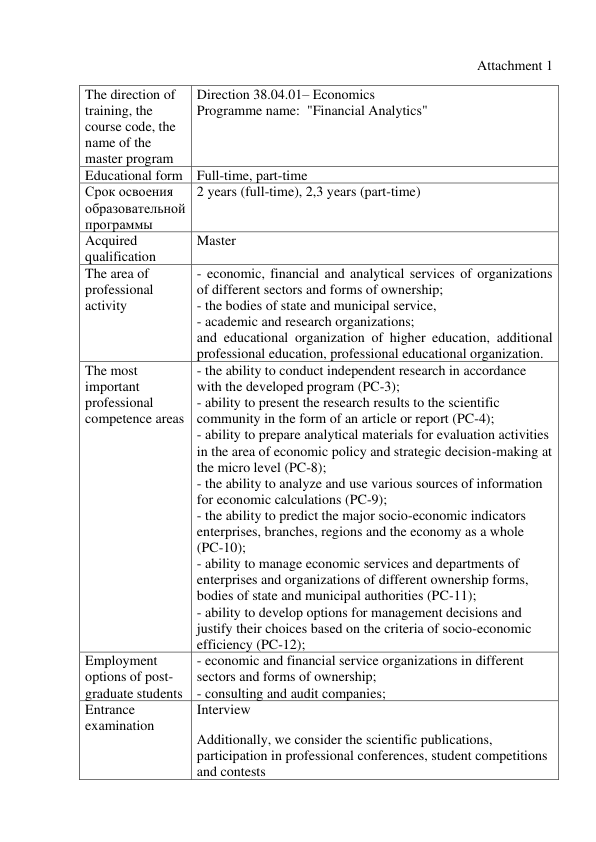 Attachment 1
The direction of
training, the
course code, the
name of the
master program
Direction 38.04.01– Economics
Programme name:  "Financial Analytics"
Educational form
Full-time, part-time
Срок освоения
образовательной
программы
2 years (full-time), 2,3 years (part-time)
Acquired
qualification
Master
The area of
professional
activity
- economic, financial and analytical services of organizations
of different sectors and forms of ownership;
- the bodies of state and municipal service,
- academic and research organizations;
and educational organization of higher education, additional
professional education, professional educational organization.
The most
important
professional
competence areas
- the ability to conduct independent research in accordance
with the developed program (PC-3);
- ability to present the research results to the scientific
community in the form of an article or report (PC-4);
- ability to prepare analytical materials for evaluation activities
in the area of economic policy and strategic decision-making at
the micro level (PC-8);
- the ability to analyze and use various sources of information
for economic calculations (PC-9);
- the ability to predict the major socio-economic indicators
enterprises, branches, regions and the economy as a whole
(PC-10);
- ability to manage economic services and departments of
enterprises and organizations of different ownership forms,
bodies of state and municipal authorities (PC-11);
- ability to develop options for management decisions and
justify their choices based on the criteria of socio-economic
efficiency (PC-12);
Employment
options of post-
graduate students
- economic and financial service organizations in different
sectors and forms of ownership;
- consulting and audit companies;
Entrance
examination
Interview
Additionally, we consider the scientific publications,
participation in professional conferences, student competitions
and contests